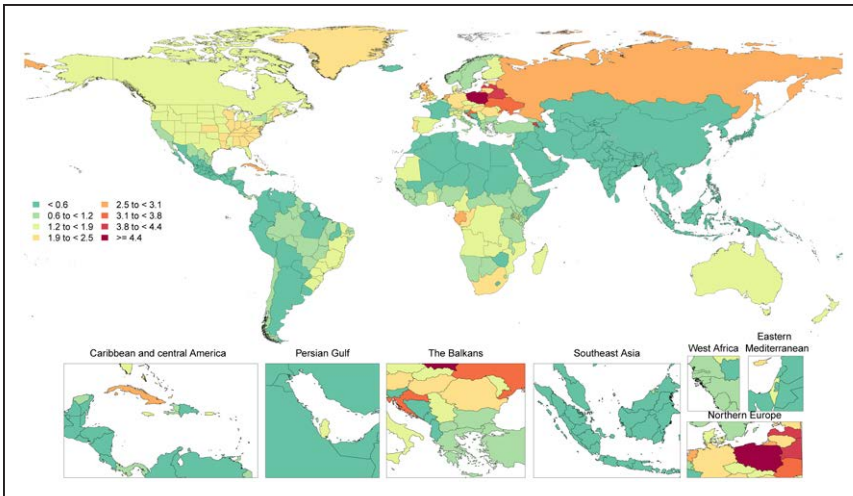 < 0.6
0.6 to < 1.2
1.2 to < 1.9
1.9 to < 2.5
2.5 to < 3.1
3.1 to < 3.8
3.8 to < 4.4
>= 4.4
Caribbean and central America
Persian Gulf
The Balkans
Southeast Asia
West Africa
Eastern
Mediterranean
Northern Europe